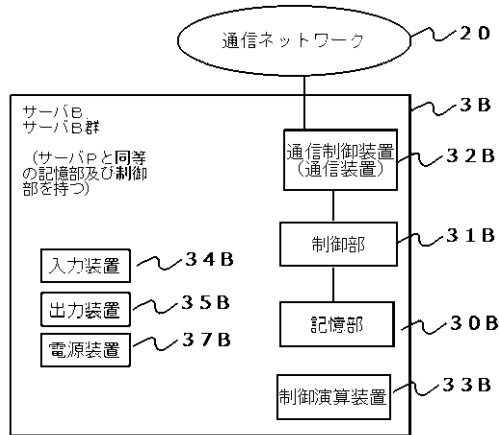 通信ネットワーク
20
3B
サーバB
サーバB群
(サーバPと同等
の記憶部及び制御
部を持つ)
通信制御装置
(通信装置)
32B
制御部
31B
入力装置
34B
出力装置
35B
記憶部
30B
電源装置
37B
制御演算装置
33B